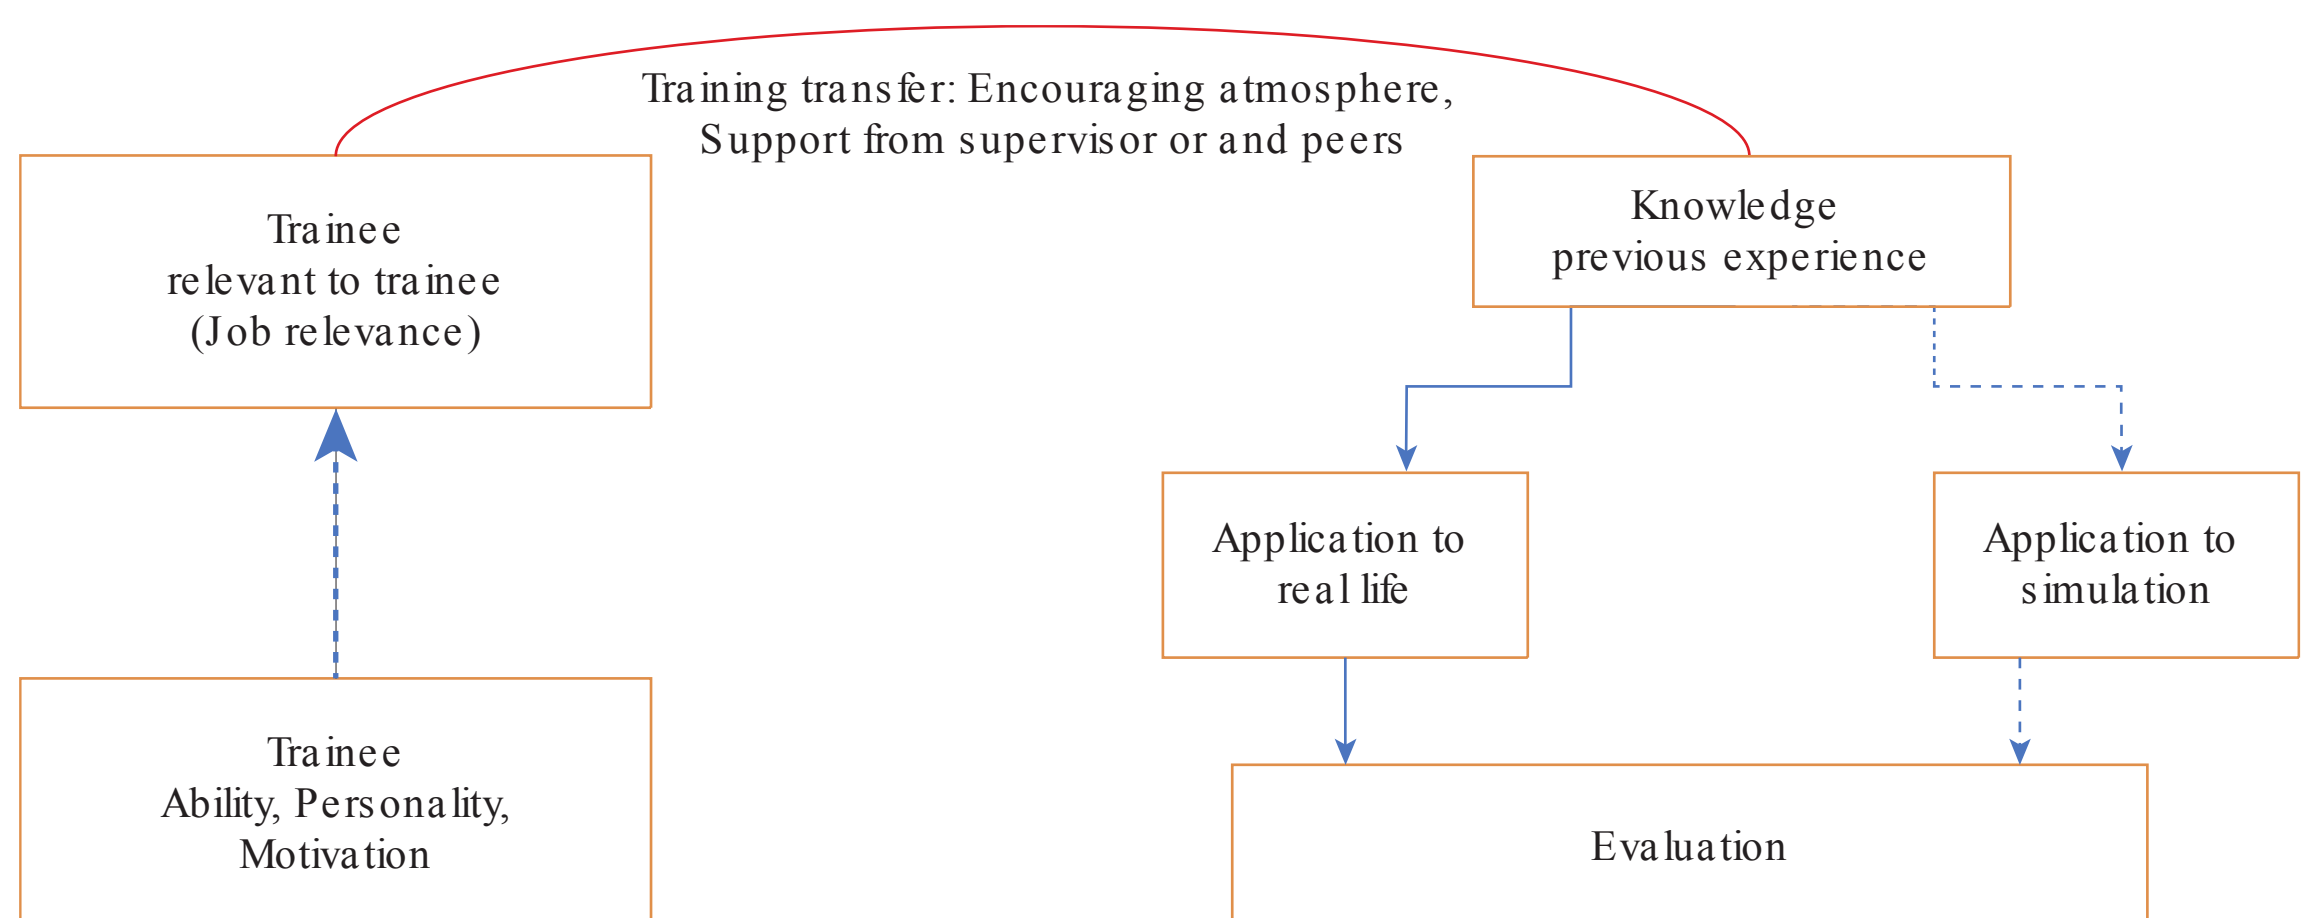 Training transfer: Encouraging atmosphere,
Support from supervisor or and peers
Trainee
relevant to trainee
(Job relevance)
Knowledge
previous experience
Application to
real life
Application to
simulation
Trainee
Ability, Personality,
Motivation
Evaluation